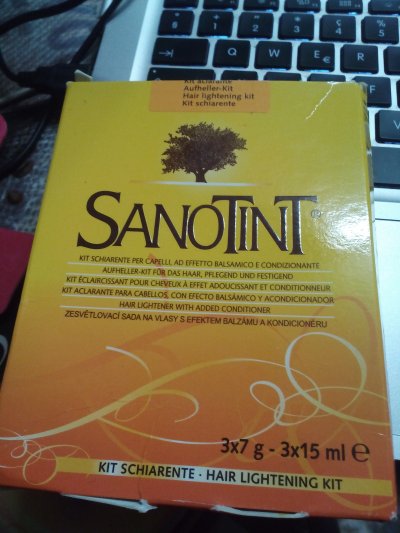 Kit aclarante
Aufheller-Kit
Hair lightening kit
Kit schiarente
SANOTINT®
KIT SCHIARENTE PER CAPELLI, AD EFFETTO BALSAMICO E CONDIZIONANTE
AUFHELLER-KIT FÜR DAS HAAR, PFLEGEND UND FESTIGEND
KIT ÉCLAIRCISSANT POUR CHEVEUX À EFFET ADOUCISSANT ET CONDITIONNEUR
KIT ACLARANTE PARA CABELLOS, CON EFECTO BALSÁMICO Y ACONDICIONADOR
HAIR LIGHTENER WITH ADDED CONDITIONER
ZESVĚTLOVACÍ SADA NA VLASY S EFEKTEM BALZÁMU A KONDICIONÉRU
3x7 g - 3x15 ml ℮
KIT SCHIARENTE · HAIR LIGHTENING KIT